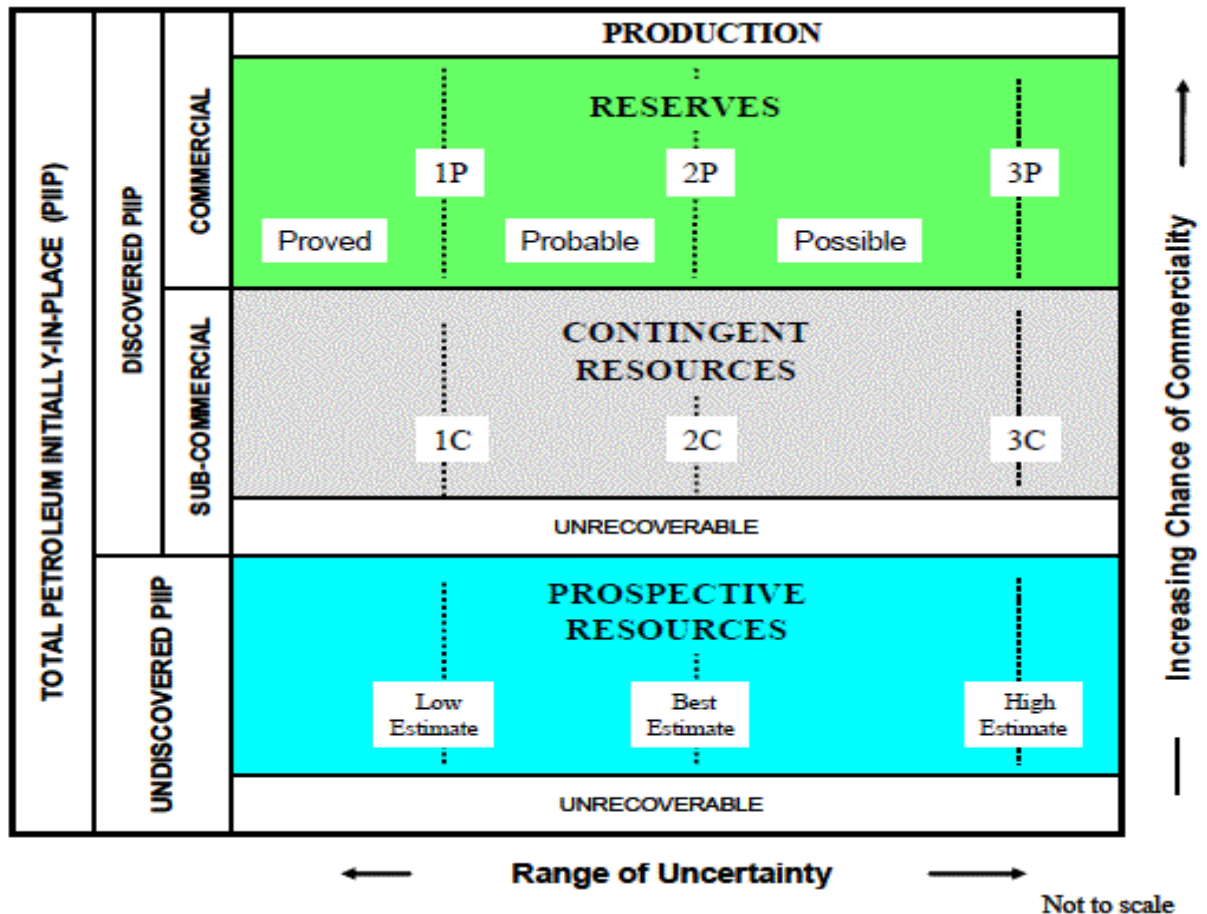 PRODUCTION
TOTAL PETROLEUM INITIALLY-IN-PLACE (PIIP)
DISCOVERED PIIP
COMMERCIAL
RESERVES
1P 2P 3P
Proved Probable Possible
SUB-COMMERCIAL
CONTINGENT
RESOURCES
1C 2C 3C
UNRECOVERABLE
UNDISCOVERED PIIP
PROSPECTIVE
RESOURCES
Low Best High
Estimate Estimate Estimate
UNRECOVERABLE
Increasing Chance of Commerciality
Range of Uncertainty
Not to scale